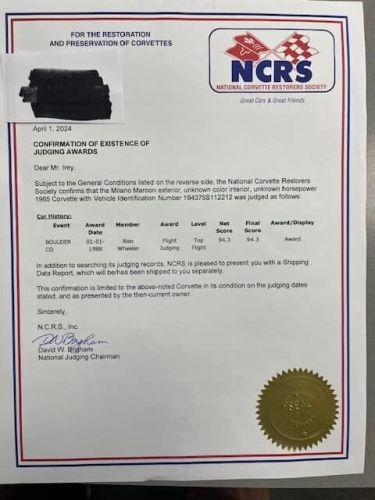 FOR THE RESTORATION
AND PRESERVATION OF CORVETTES
NCRS
NATIONAL CORVETTE RESTORERS SOCIETY
Great Cars & Great Friends
April 1, 2024
CONFIRMATION OF EXISTENCE OF
JUDGING AWARDS
Dear Mr. Irey,
Subject to the General Conditions listed on the reverse side, the National Corvette Restorers
Society confirms that the Milano Maroon exterior, unknown color interior, unknown horsepower
1965 Corvette with Vehicle Identification Number 194375S112212 was judged as follows:
Car History:
Event Award Date Member Award Level Net Score Final Score Award/Display
BOULDER CO 01-01-1988 Ron Wheeler Flight Judging Top Flight 94.3 94.3 Award
In addition to searching its judging records, NCRS is pleased to present you with a Shipping
Data Report, which will be/has been shipped to you separately.
This confirmation is limited to the above-noted Corvette in its condition on the judging dates
stated, and as presented by the then-current owner.
Sincerely,
N.C.R.S., Inc.
DW Brigham
David W. Brigham
National Judging Chairman
SEAL